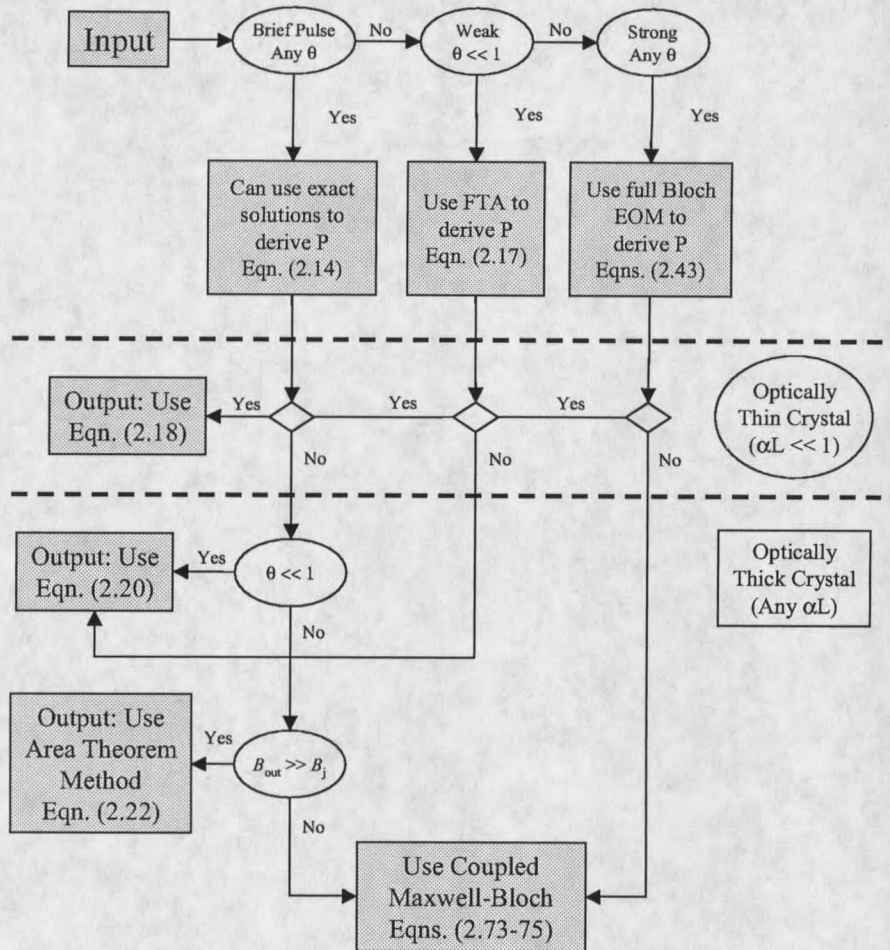 Input
Brief Pulse
Any θ
No
Weak
θ << 1
No
Strong
Any θ
Yes
Yes
Yes
Can use exact
solutions to
derive P
Eqn. (2.14)
Use FTA to
derive P
Eqn. (2.17)
Use full Bloch
EOM to
derive P
Eqns. (2.43)
Output: Use
Eqn. (2.18)
Yes
Yes
Yes
Optically
Thin Crystal
(αL << 1)
No
No
No
Output: Use
Eqn. (2.20)
Yes
θ << 1
Optically
Thick Crystal
(Any αL)
No
Output: Use
Area Theorem
Method
Eqn. (2.22)
Yes
Bout >> Bj
No
Use Coupled
Maxwell-Bloch
Eqns. (2.73-75)